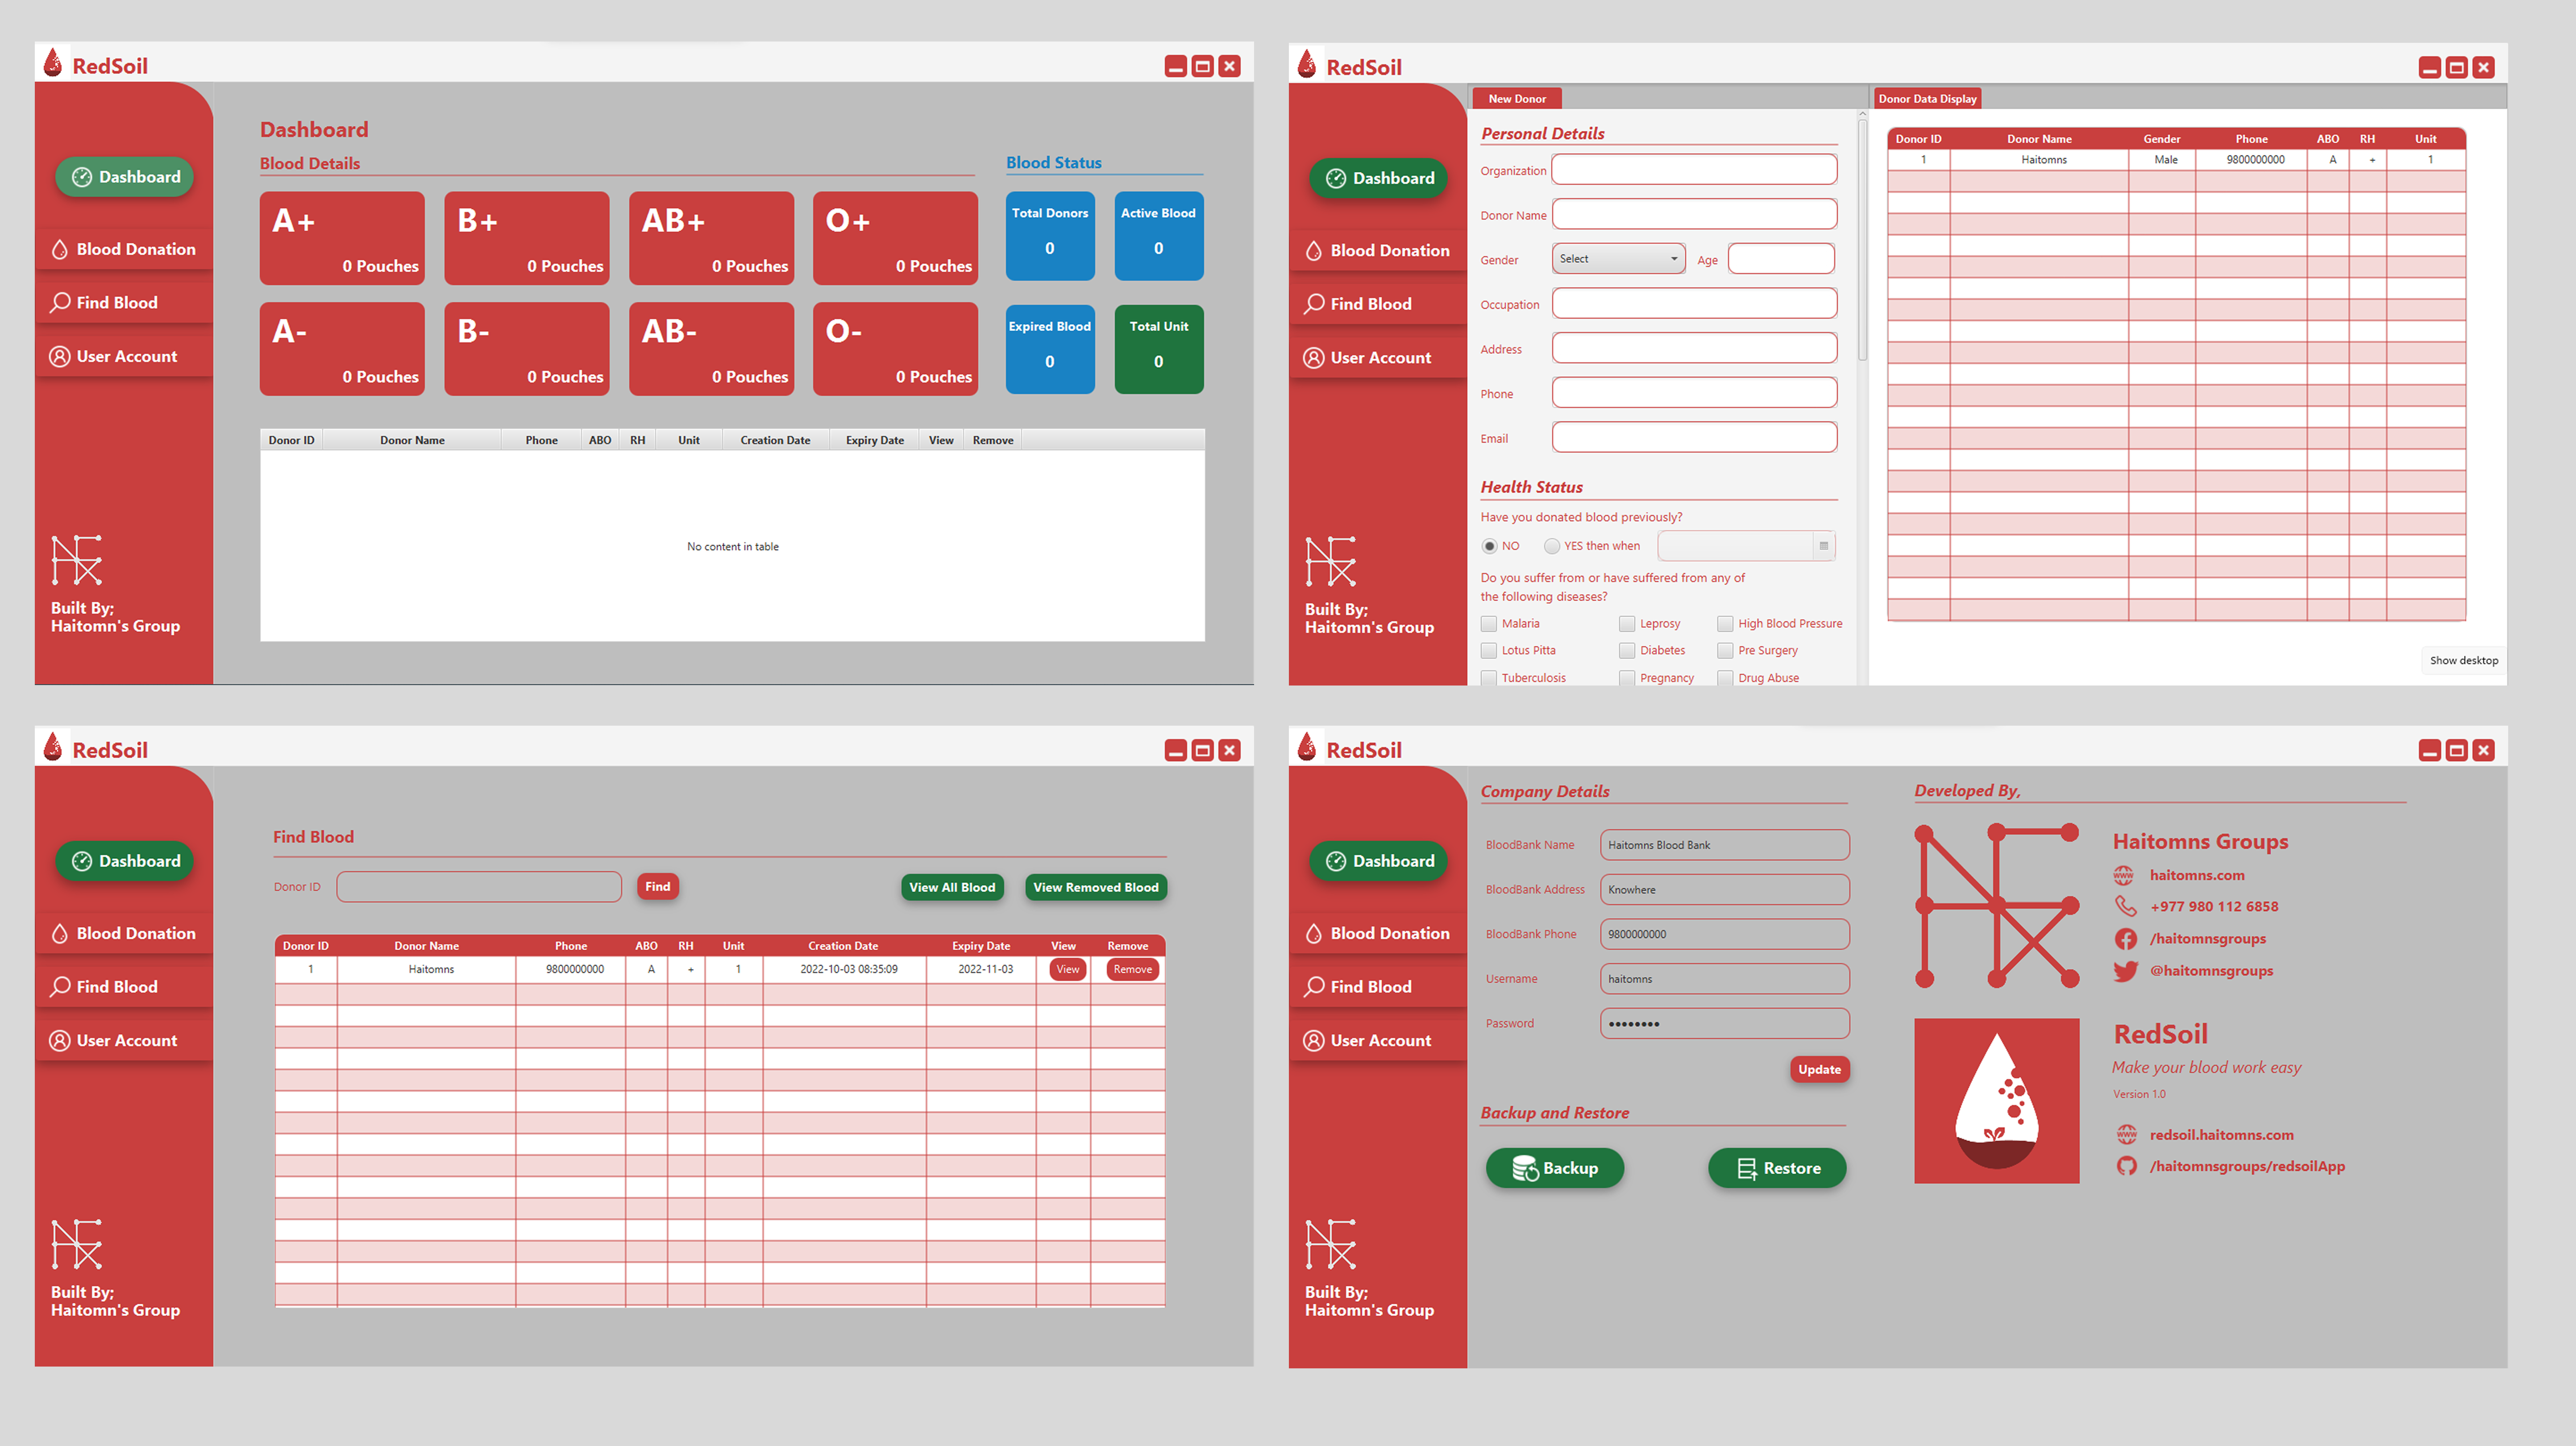 RedSoil
Dashboard
Blood Donation
Find Blood
User Account
Built By;
Haitomn's Group
Dashboard
Blood Details
Blood Status
A+
0 Pouches
B+
0 Pouches
AB+
0 Pouches
O+
0 Pouches
Total Donors
0
Active Blood
0
A-
0 Pouches
B-
0 Pouches
AB-
0 Pouches
O-
0 Pouches
Expired Blood
0
Total Unit
0
Donor ID Donor Name Phone ABO RH Unit Creation Date Expiry Date View Remove
No content in table
RedSoil
Dashboard
Blood Donation
Find Blood
User Account
Built By;
Haitomn's Group
New Donor
Personal Details
Organization
Donor Name
Gender Select Age
Occupation
Address
Phone
Email
Health Status
Have you donated blood previously?
NO YES then when
Do you suffer from or have suffered from any of
the following diseases?
Malaria Leprosy High Blood Pressure
Lotus Pitta Diabetes Pre Surgery
Tuberculosis Pregnancy Drug Abuse
Donor Data Display
Donor ID Donor Name Gender Phone ABO RH Unit
1 Haitomns Male 9800000000 A + 1
Show desktop
RedSoil
Dashboard
Blood Donation
Find Blood
User Account
Built By;
Haitomn's Group
Find Blood
Donor ID Find View All Blood View Removed Blood
Donor ID Donor Name Phone ABO RH Unit Creation Date Expiry Date View Remove
1 Haitomns 9800000000 A + 1 2022-10-03 08:35:09 2022-11-03 View Remove
RedSoil
Dashboard
Blood Donation
Find Blood
User Account
Built By;
Haitomn's Group
Company Details
BloodBank Name Haitomns Blood Bank
BloodBank Address Knowhere
BloodBank Phone 9800000000
Username haitomns
Password ••••••••
Update
Backup and Restore
Backup Restore
Developed By,
Haitomns Groups
www haitomns.com
+977 980 112 6858
/haitomnsgroups
@haitomnsgroups
RedSoil
Make your blood work easy
Version 1.0
www redsoil.haitomns.com
/haitomnsgroups/redsoilApp